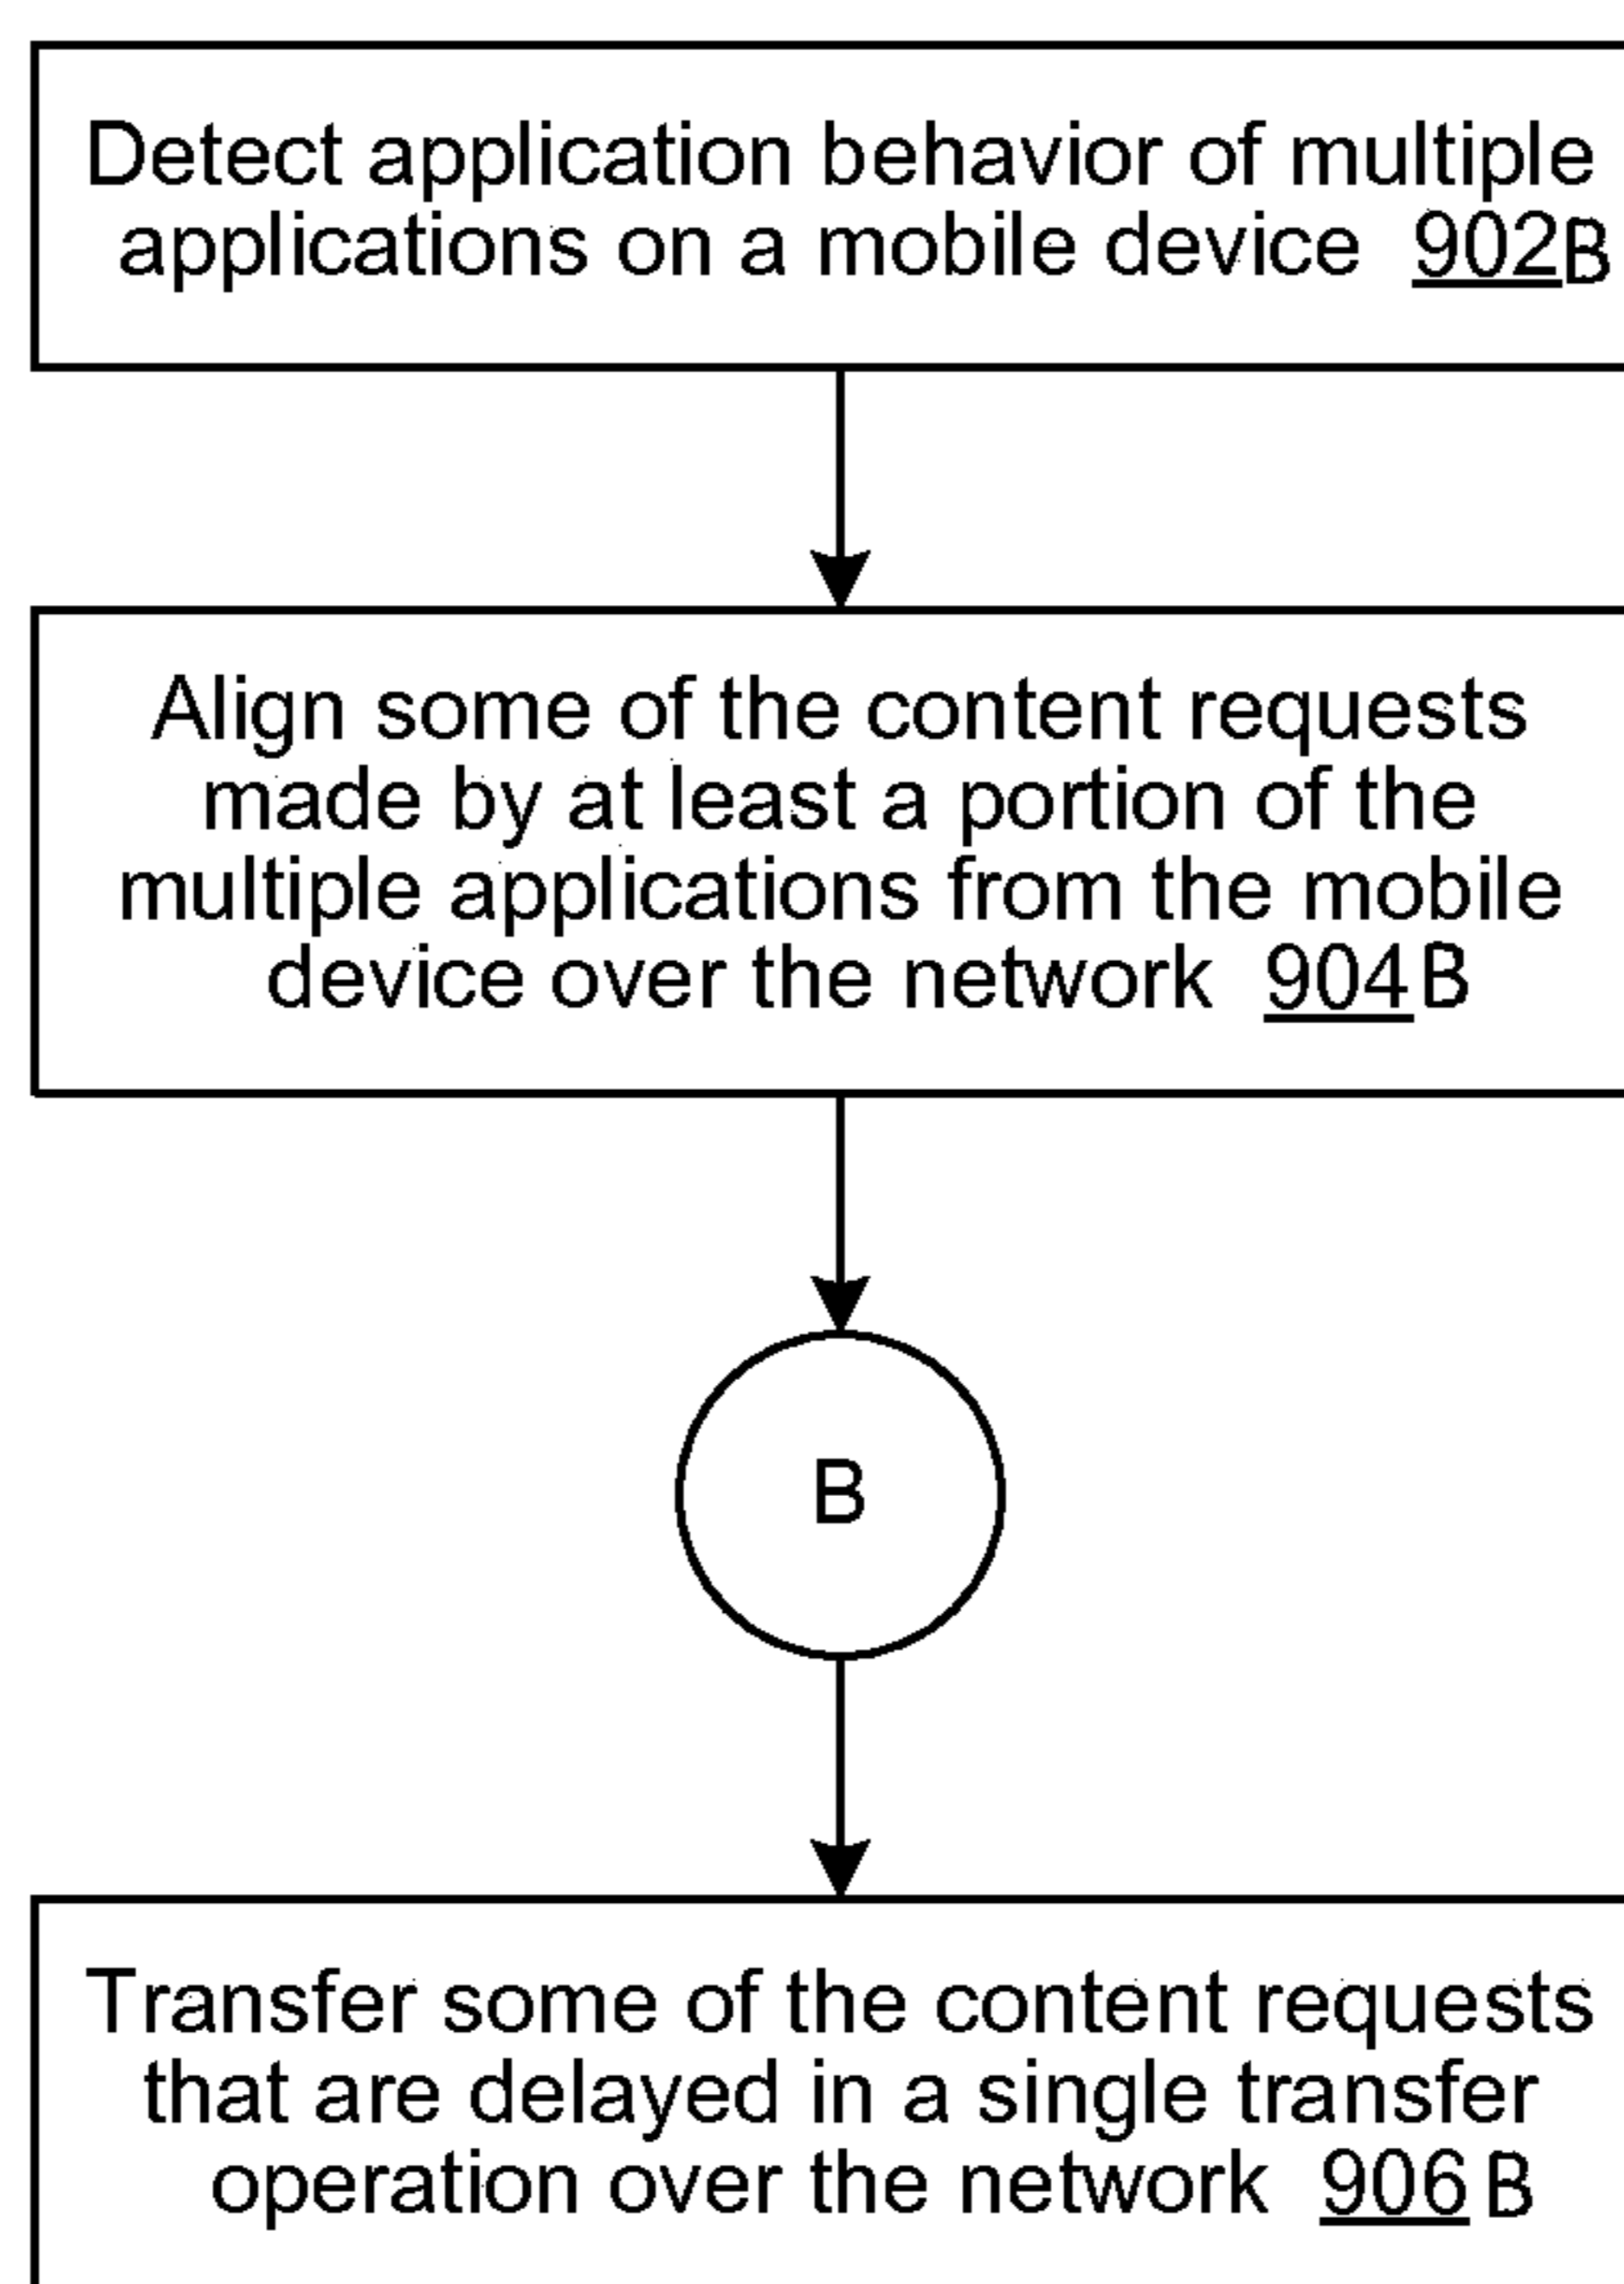 Detect application behavior of multiple
applications on a mobile device 902B
Align some of the content requests
made by at least a portion of the
multiple applications from the mobile
device over the network 904B
B
Transfer some of the content requests
that are delayed in a single transfer
operation over the network 906B